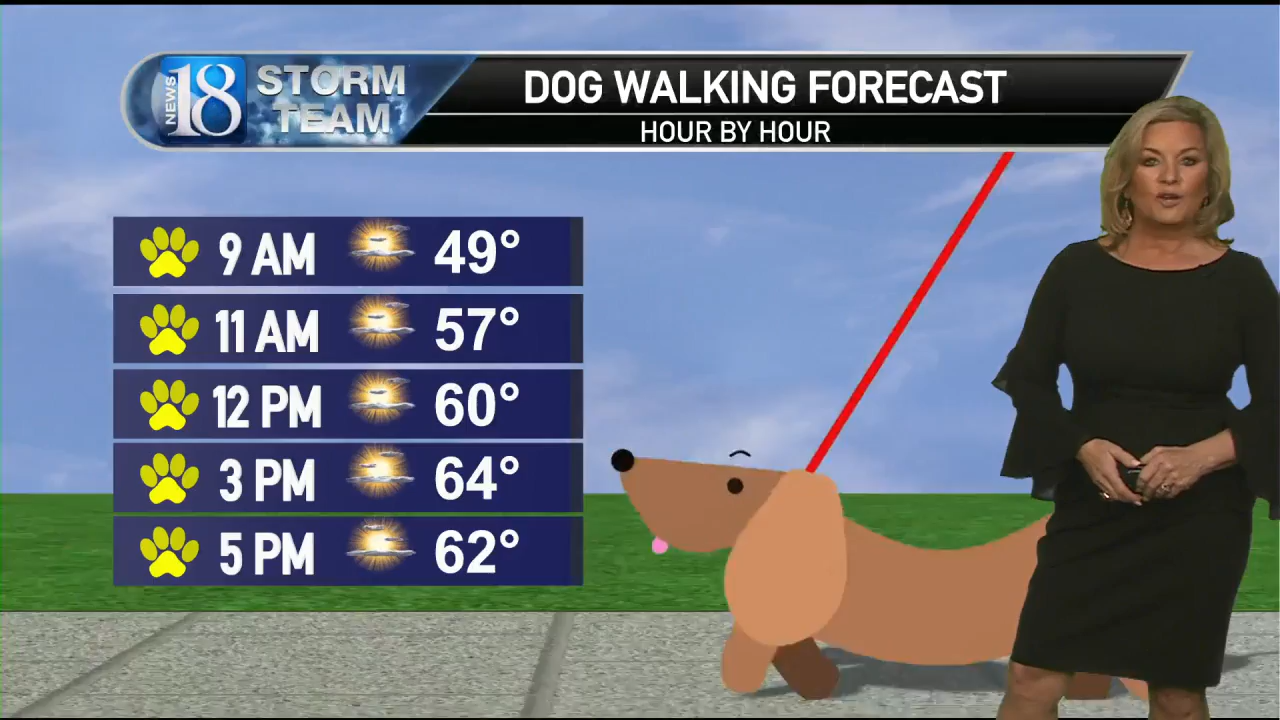 NEWS 18
STORM
TEAM
DOG WALKING FORECAST
HOUR BY HOUR
9 AM 49°
11 AM 57°
12 PM 60°
3 PM 64°
5 PM 62°